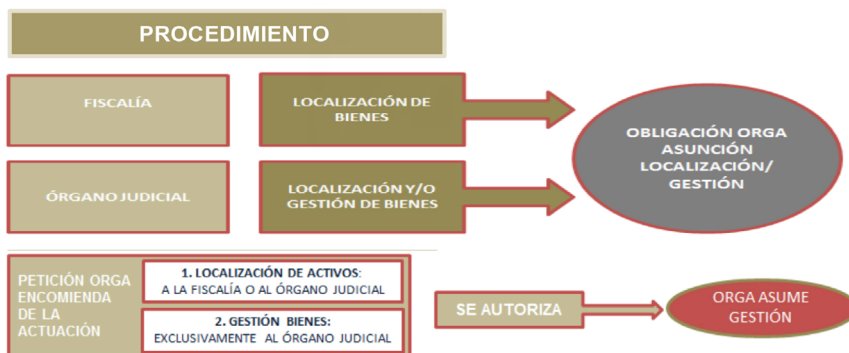 PROCEDIMIENTO
FISCALÍA
LOCALIZACIÓN DE
BIENES
OBLIGACIÓN ORGA
ASUNCIÓN
LOCALIZACIÓN/
GESTIÓN
ÓRGANO JUDICIAL
LOCALIZACIÓN Y/O
GESTIÓN DE BIENES
PETICIÓN ORGA
ENCOMIENDA
DE LA
ACTUACIÓN
1. LOCALIZACIÓN DE ACTIVOS:
A LA FISCALÍA O AL ÓRGANO JUDICIAL
2. GESTIÓN BIENES:
EXCLUSIVAMENTE AL ÓRGANO JUDICIAL
SE AUTORIZA
ORGA ASUME
GESTIÓN